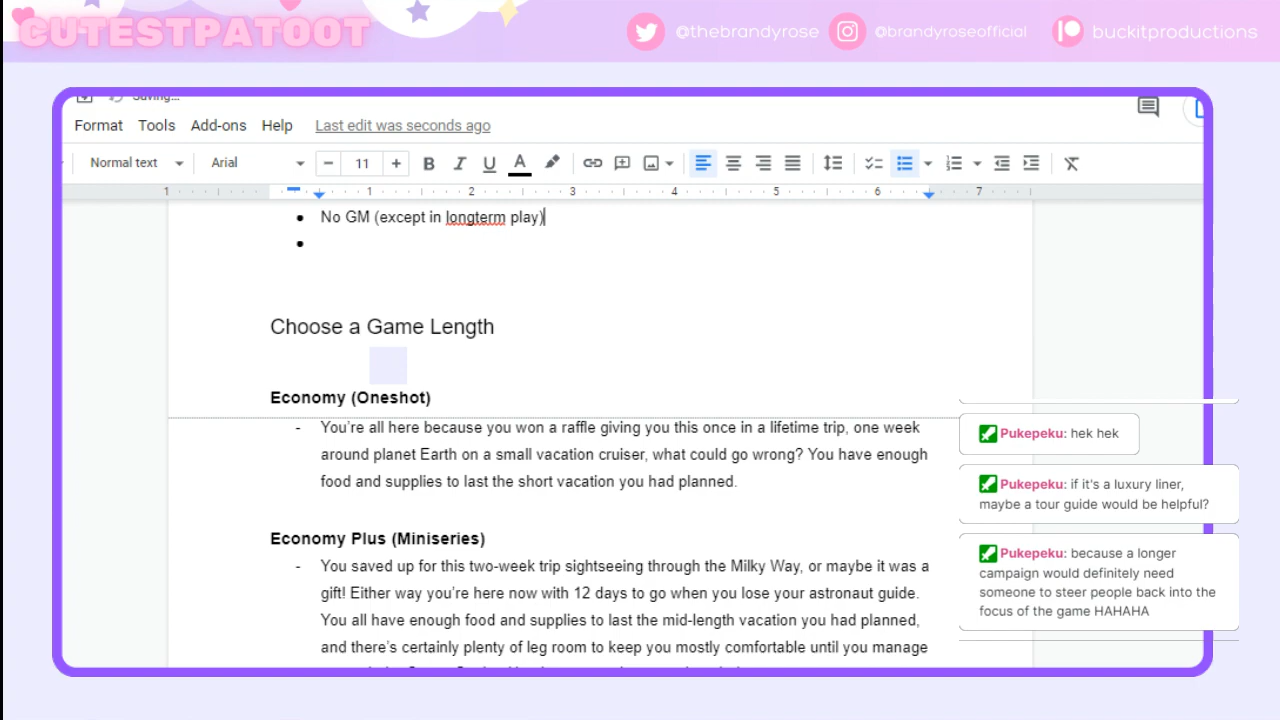 CUTESTPATOOT
@thebrandyrose @brandyroseofficial buckitproductions
Saving...
Format Tools Add-ons Help Last edit was seconds ago
Normal text Arial 11
1 1 2 3 4 5 6 7
No GM (except in longterm play)
Choose a Game Length
Economy (Oneshot)
- You're all here because you won a raffle giving you this once in a lifetime trip, one week
around planet Earth on a small vacation cruiser, what could go wrong? You have enough
food and supplies to last the short vacation you had planned.
Economy Plus (Miniseries)
- You saved up for this two-week trip sightseeing through the Milky Way, or maybe it was a
gift! Either way you're here now with 12 days to go when you lose your astronaut guide.
You all have enough food and supplies to last the mid-length vacation you had planned,
and there's certainly plenty of leg room to keep you mostly comfortable until you manage
Pukepeku: hek hek
Pukepeku: if it's a luxury liner,
maybe a tour guide would be helpful?
Pukepeku: because a longer
campaign would definitely need
someone to steer people back into the
focus of the game HAHAHA